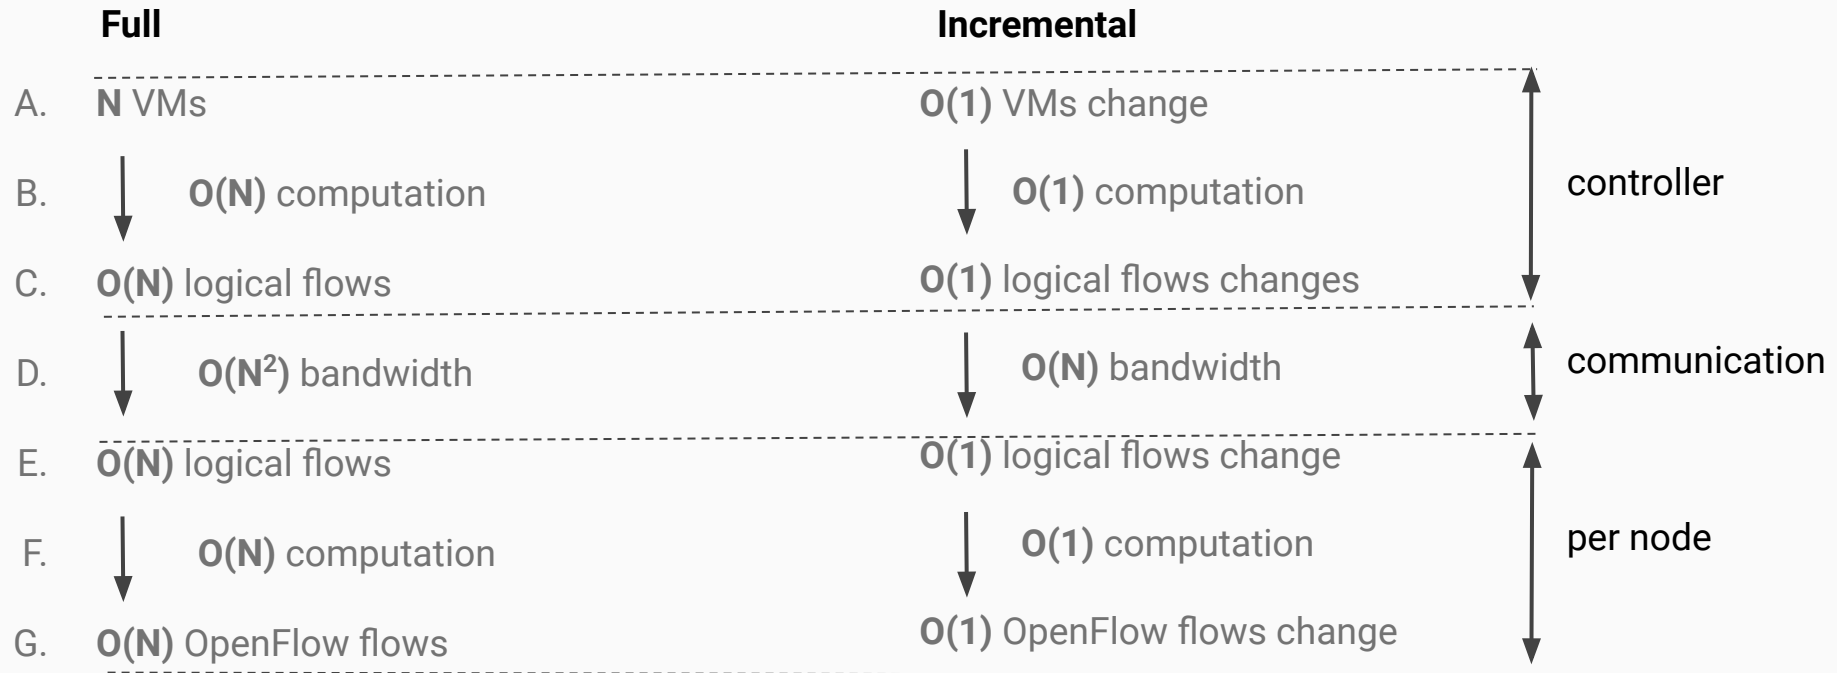 Full Incremental
A. N VMs O(1) VMs change
B. O(N) computation O(1) computation controller
C. O(N) logical flows O(1) logical flows changes
D. O(N²) bandwidth O(N) bandwidth communication
E. O(N) logical flows O(1) logical flows change
F. O(N) computation O(1) computation per node
G. O(N) OpenFlow flows O(1) OpenFlow flows change